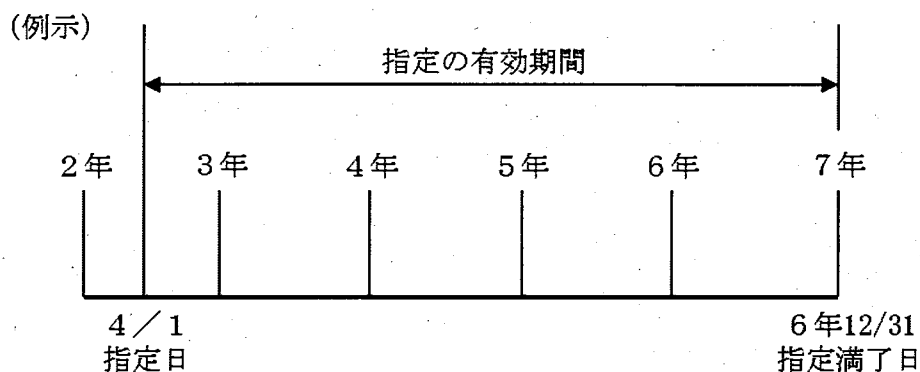 (例示)
指定の有効期間
2年 3年 4年 5年 6年 7年
4/1 6年12/31
指定日 指定満了日